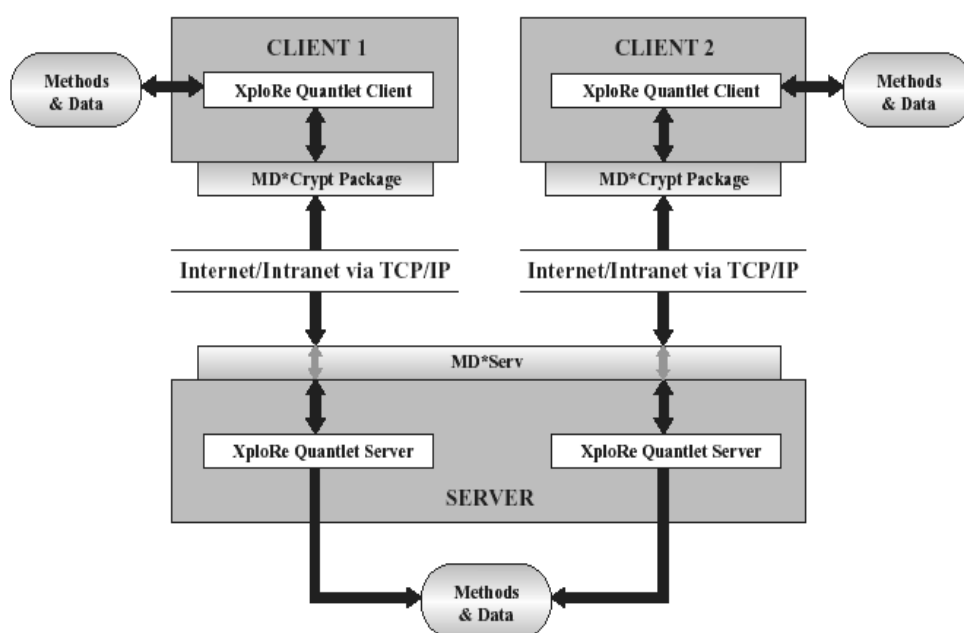 CLIENT 1
CLIENT 2
Methods
& Data
XploRe Quantlet Client
XploRe Quantlet Client
Methods
& Data
MD*Crypt Package
MD*Crypt Package
Internet/Intranet via TCP/IP
Internet/Intranet via TCP/IP
MD*Serv
XploRe Quantlet Server
XploRe Quantlet Server
SERVER
Methods
& Data